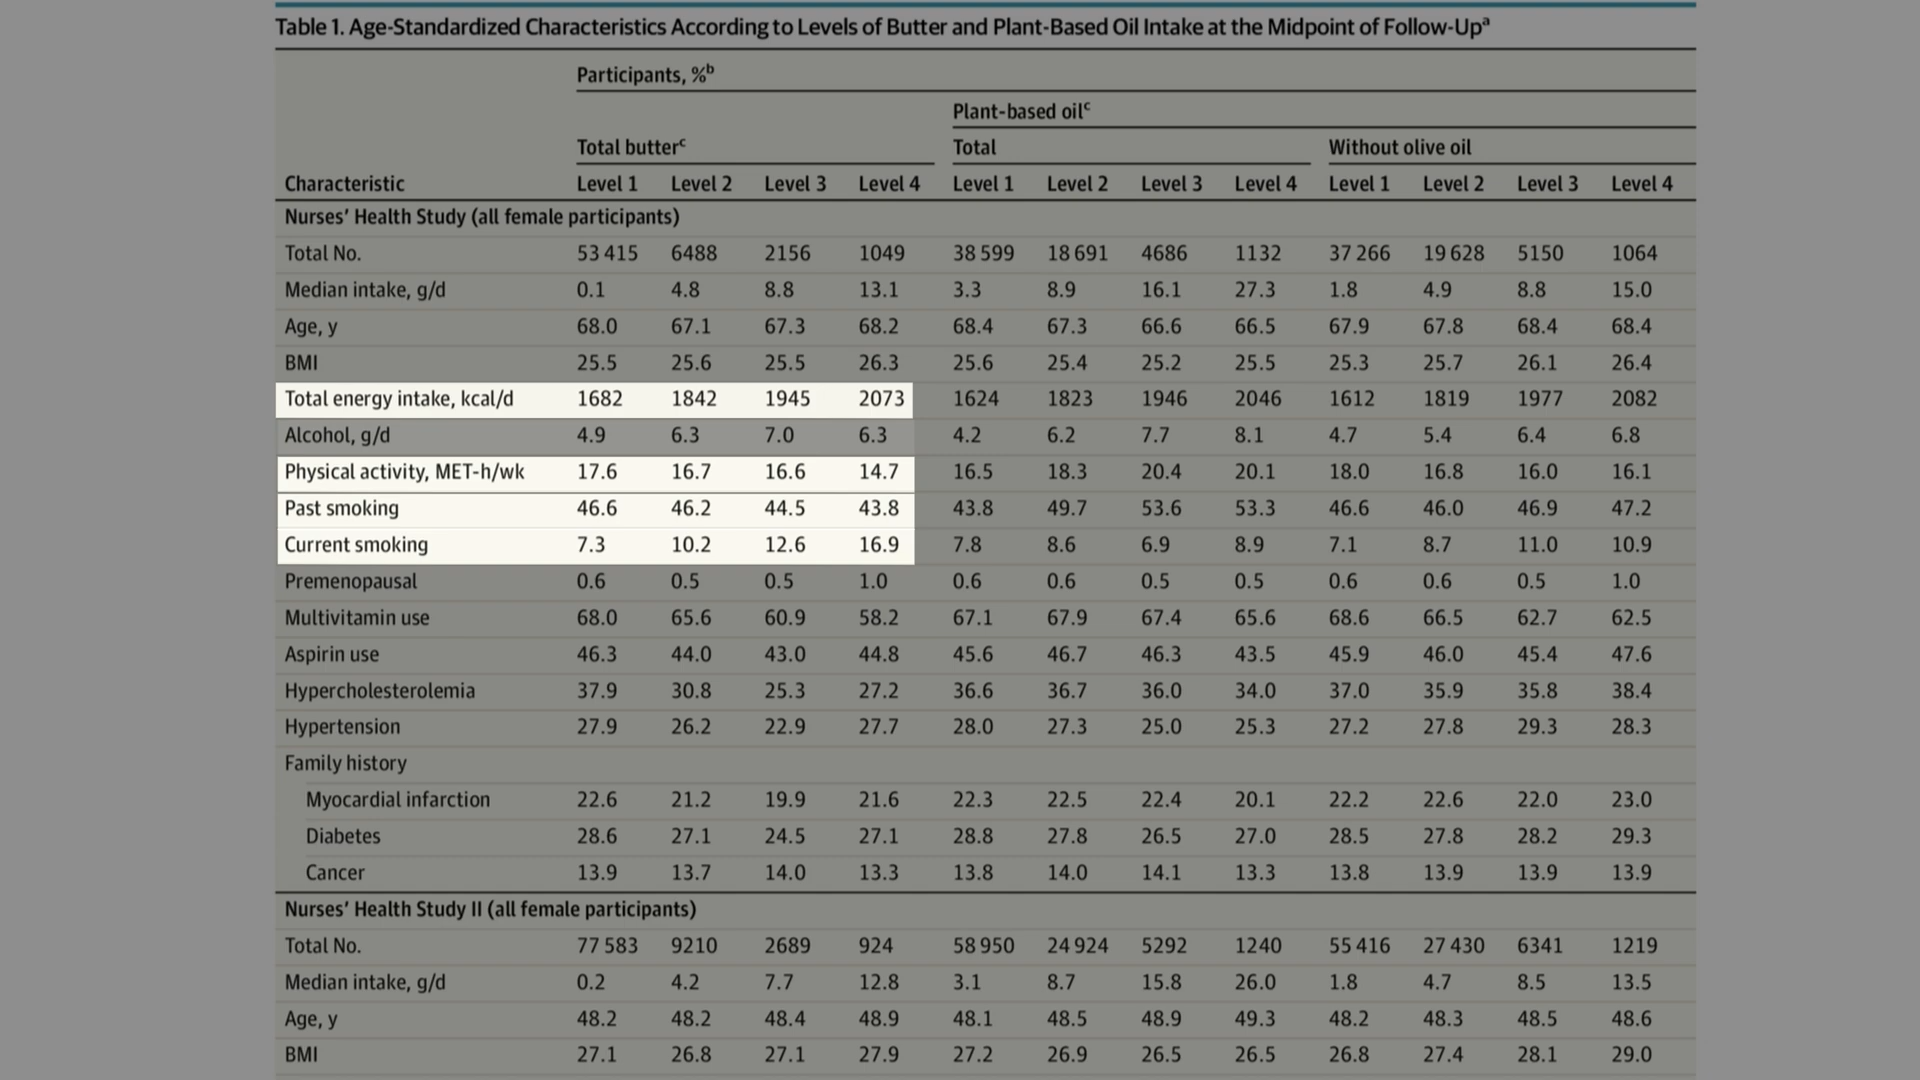 Table 1. Age-Standardized Characteristics According to Levels of Butter and Plant-Based Oil Intake at the Midpoint of Follow-Upᵃ
Participants, %ᵇ
Plant-based oilᶜ
Total butterᶜ Total Without olive oil
Characteristic Level 1 Level 2 Level 3 Level 4 Level 1 Level 2 Level 3 Level 4 Level 1 Level 2 Level 3 Level 4
Nurses’ Health Study (all female participants)
Total No. 53 415 6488 2156 1049 38 599 18 691 4686 1132 37 266 19 628 5150 1064
Median intake, g/d 0.1 4.8 8.8 13.1 3.3 8.9 16.1 27.3 1.8 4.9 8.8 15.0
Age, y 68.0 67.1 67.3 68.2 68.4 67.3 66.6 66.5 67.9 67.8 68.4 68.4
BMI 25.5 25.6 25.5 26.3 25.6 25.4 25.2 25.5 25.3 25.7 26.1 26.4
Total energy intake, kcal/d 1682 1842 1945 2073 1624 1823 1946 2046 1612 1819 1977 2082
Alcohol, g/d 4.9 6.3 7.0 6.3 4.2 6.2 7.7 8.1 4.7 5.4 6.4 6.8
Physical activity, MET-h/wk 17.6 16.7 16.6 14.7 16.5 18.3 20.4 20.1 18.0 16.8 16.0 16.1
Past smoking 46.6 46.2 44.5 43.8 43.8 49.7 53.6 53.3 46.6 46.0 46.9 47.2
Current smoking 7.3 10.2 12.6 16.9 7.8 8.6 6.9 8.9 7.1 8.7 11.0 10.9
Premenopausal 0.6 0.5 0.5 1.0 0.6 0.6 0.5 0.5 0.6 0.6 0.5 1.0
Multivitamin use 68.0 65.6 60.9 58.2 67.1 67.9 67.4 65.6 68.6 66.5 62.7 62.5
Aspirin use 46.3 44.0 43.0 44.8 45.6 46.7 46.3 43.5 45.9 46.0 45.4 47.6
Hypercholesterolemia 37.9 30.8 25.3 27.2 36.6 36.7 36.0 34.0 37.0 35.9 35.8 38.4
Hypertension 27.9 26.2 22.9 27.7 28.0 27.3 25.0 25.3 27.2 27.8 29.3 28.3
Family history
Myocardial infarction 22.6 21.2 19.9 21.6 22.3 22.5 22.4 20.1 22.2 22.6 22.0 23.0
Diabetes 28.6 27.1 24.5 27.1 28.8 27.8 26.5 27.0 28.5 27.8 28.2 29.3
Cancer 13.9 13.7 14.0 13.3 13.8 14.0 14.1 13.3 13.8 13.9 13.9 13.9
Nurses’ Health Study II (all female participants)
Total No. 77 583 9210 2689 924 58 950 24 924 5292 1240 55 416 27 430 6341 1219
Median intake, g/d 0.2 4.2 7.7 12.8 3.1 8.7 15.8 26.0 1.8 4.7 8.5 13.5
Age, y 48.2 48.2 48.4 48.9 48.1 48.5 48.9 49.3 48.2 48.3 48.5 48.6
BMI 27.1 26.8 27.1 27.9 27.2 26.9 26.5 26.5 26.8 27.4 28.1 29.0